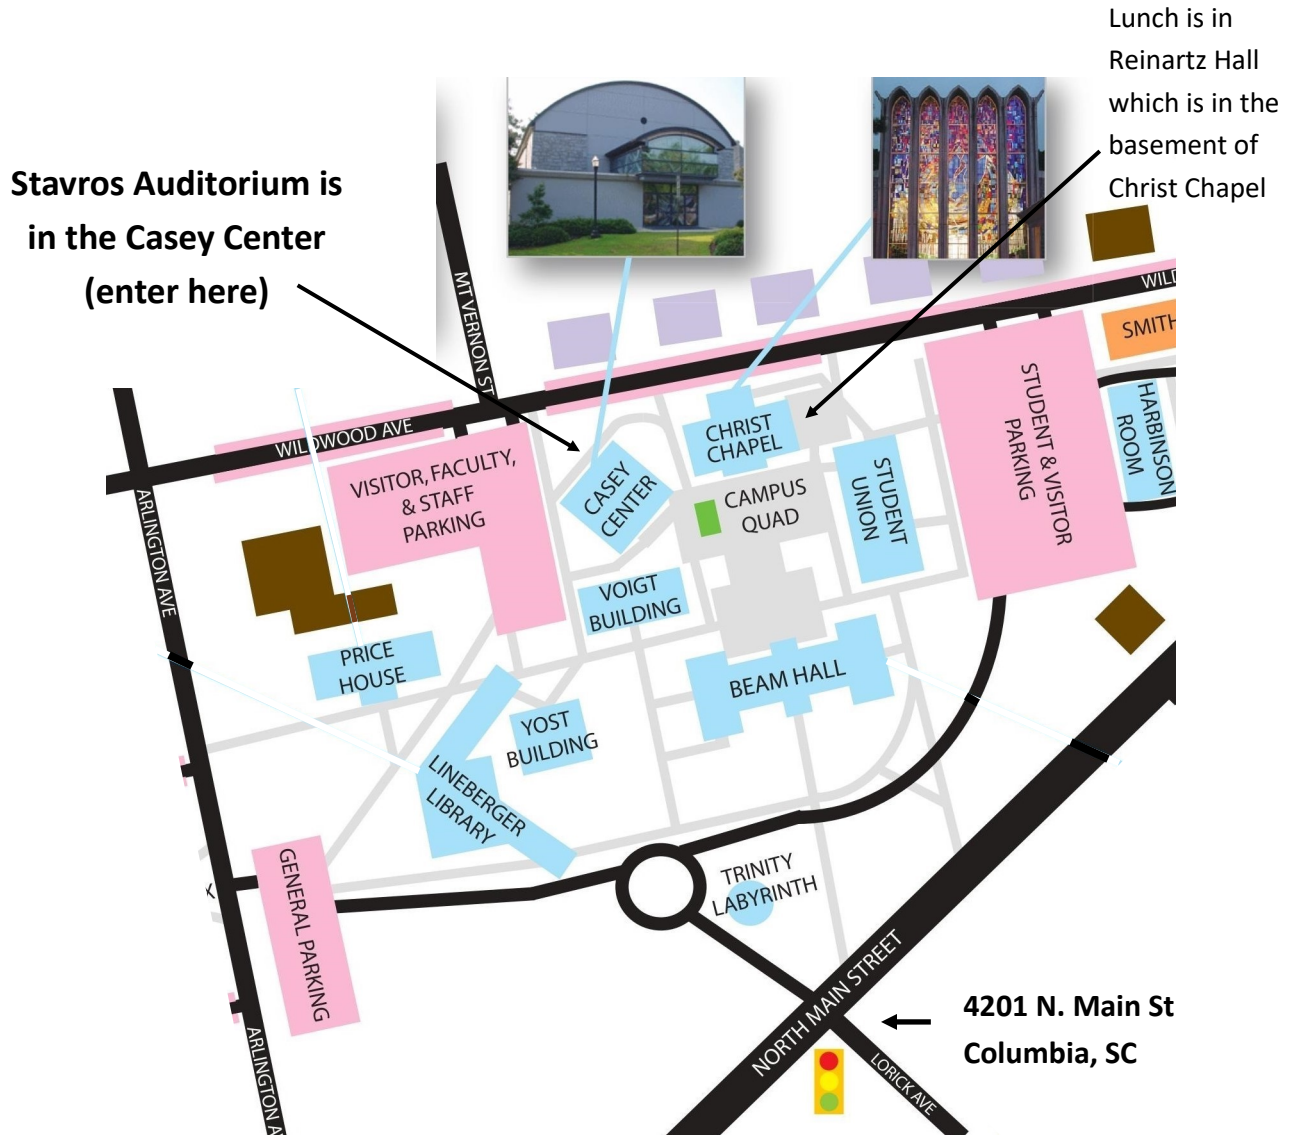 Lunch is in
Reinartz Hall
which is in the
basement of
Christ Chapel
Stavros Auditorium is
in the Casey Center
(enter here)
MT VERNON ST
WILD
SMITH
WILDWOOD AVE
VISITOR, FACULTY,
& STAFF
PARKING
CASEY
CENTER
CHRIST
CHAPEL
CAMPUS
QUAD
STUDENT
UNION
STUDENT & VISITOR
PARKING
HARBINSON
ROOM
ARLINGTON AVE
VOIGT
BUILDING
PRICE
HOUSE
BEAM HALL
YOST
BUILDING
LINEBERGER
LIBRARY
GENERAL PARKING
TRINITY
LABYRINTH
NORTH MAIN STREET
4201 N. Main St
Columbia, SC
LORICK AVE
ARLINGTON A